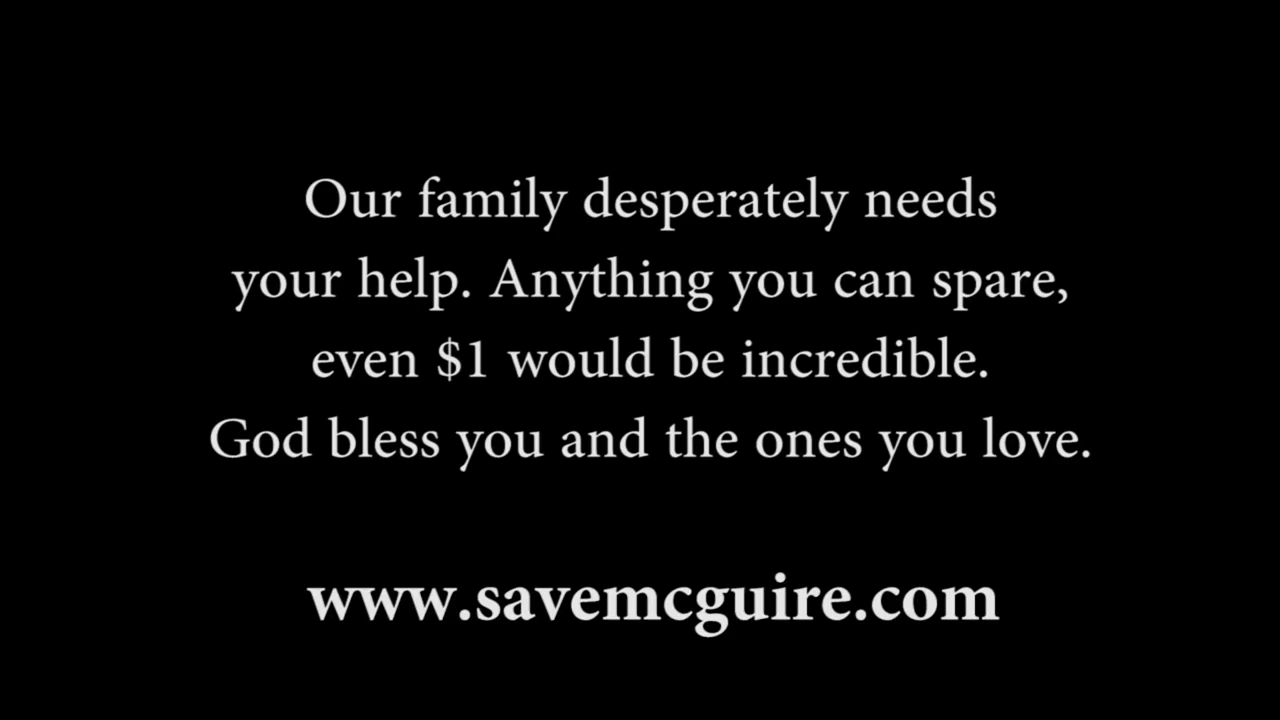 Our family desperately needs
your help. Anything you can spare,
even $1 would be incredible.
God bless you and the ones you love.
www.savemcguire.com